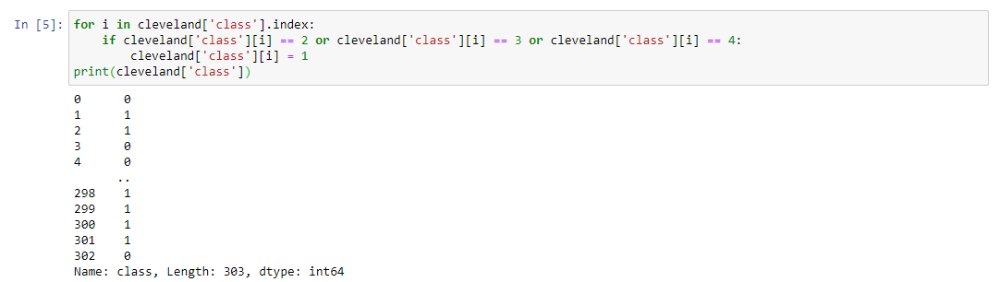 In [5]: for i in cleveland['class'].index:
    if cleveland['class'][i] == 2 or cleveland['class'][i] == 3 or cleveland['class'][i] == 4:
        cleveland['class'][i] = 1
print(cleveland['class'])
0      0
1      1
2      1
3      0
4      0
      ..
298    1
299    1
300    1
301    1
302    0
Name: class, Length: 303, dtype: int64